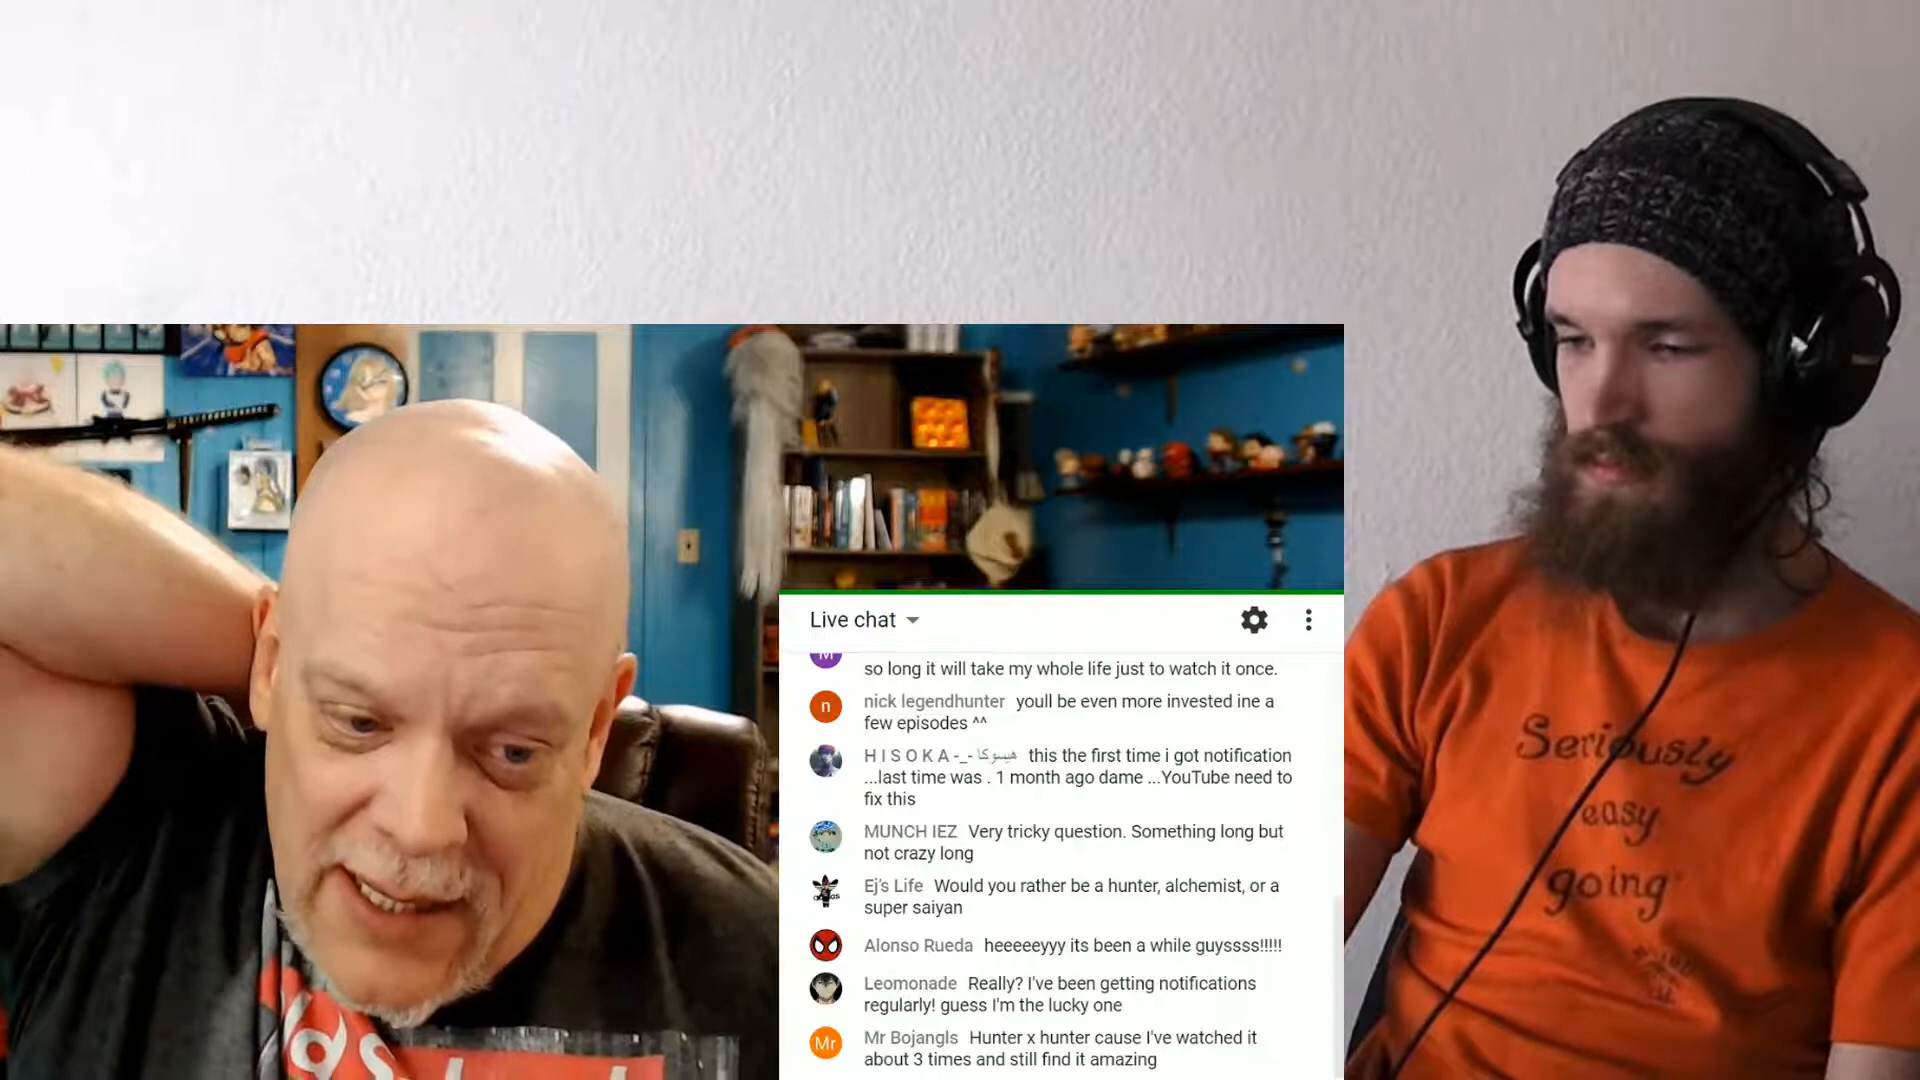 Live chat
so long it will take my whole life just to watch it once.
n
nick legendhunter youll be even more invested ine a
few episodes ^^
H I S O K A -_- هيسوكا this the first time i got notification
...last time was . 1 month ago dame ...YouTube need to
fix this
MUNCH IEZ Very tricky question. Something long but
not crazy long
Ej's Life Would you rather be a hunter, alchemist, or a
super saiyan
Alonso Rueda heeeeeyyy its been a while guyssss!!!!!
Leomonade Really? I've been getting notifications
regularly! guess I'm the lucky one
Mr
Mr Bojangls Hunter x hunter cause I've watched it
about 3 times and still find it amazing
Seriously
easy
going